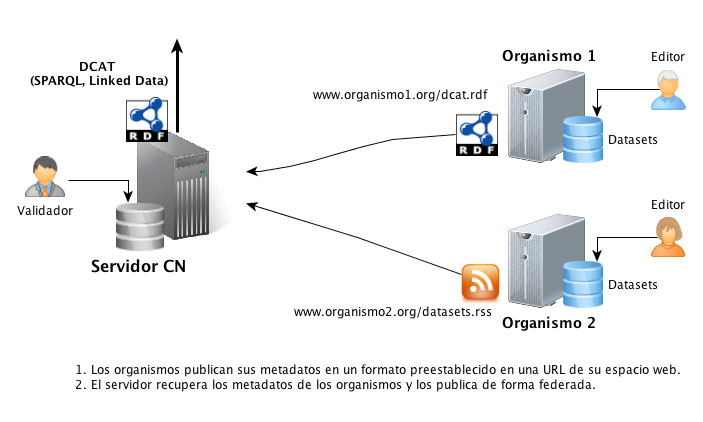 DCAT
(SPARQL, Linked Data)
RDF
Validador
Servidor CN
Organismo 1
Editor
www.organismo1.org/dcat.rdf
RDF
Datasets
Editor
Datasets
www.organismo2.org/datasets.rss
Organismo 2
1. Los organismos publican sus metadatos en un formato preestablecido en una URL de su espacio web.
2. El servidor recupera los metadatos de los organismos y los publica de forma federada.